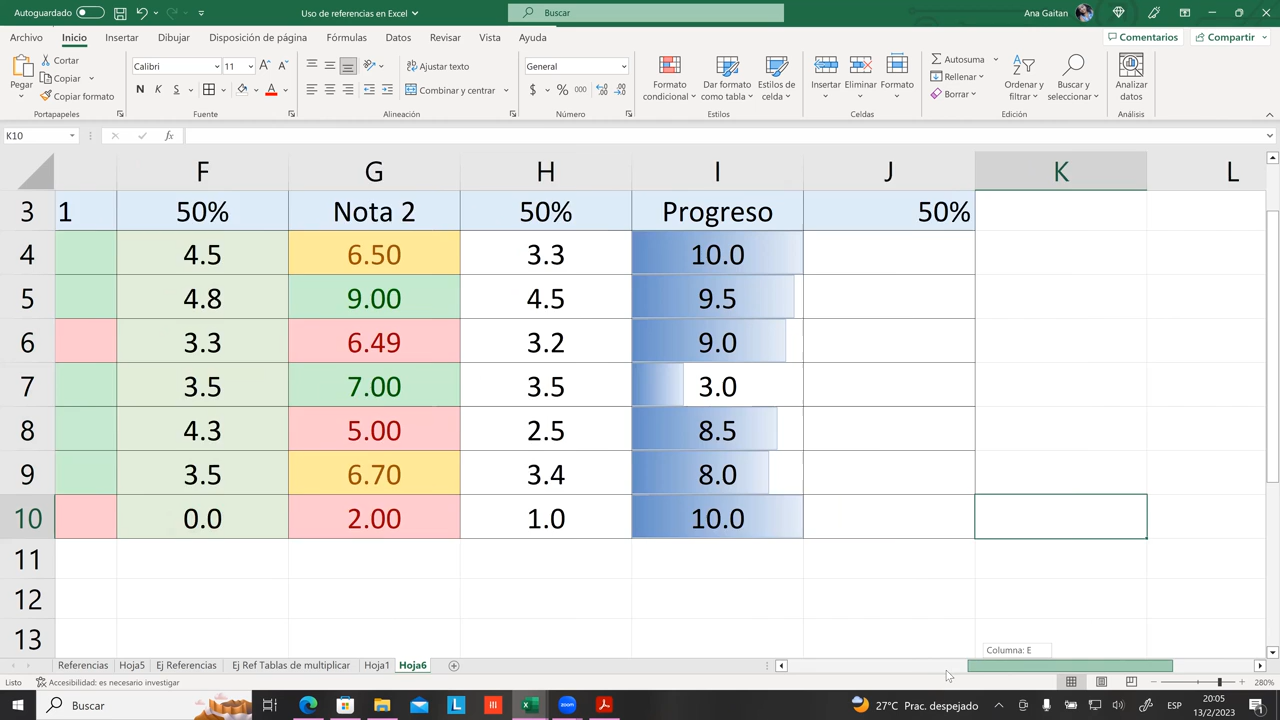 Autoguardado
Uso de referencias en Excel
Buscar
Ana Gaitan
Archivo Inicio Insertar Dibujar Disposición de página Fórmulas Datos Revisar Vista Ayuda Comentarios Compartir
Pegar
Cortar
Copiar
Copiar formato
Portapapeles
Calibri 11
N K S
Fuente
Ajustar texto
Combinar y centrar
Alineación
General
$ % 000
Número
Formato condicional
Dar formato como tabla
Estilos de celda
Estilos
Insertar Eliminar Formato
Celdas
Autosuma
Rellenar
Borrar
Ordenar y filtrar
Buscar y seleccionar
Edición
Analizar datos
Análisis
K10 fx
F G H I J K L
3 1 50% Nota 2 50% Progreso 50%
4 4.5 6.50 3.3 10.0
5 4.8 9.00 4.5 9.5
6 3.3 6.49 3.2 9.0
7 3.5 7.00 3.5 3.0
8 4.3 5.00 2.5 8.5
9 3.5 6.70 3.4 8.0
10 0.0 2.00 1.0 10.0
11
12
13
Columna: E
Referencias Hoja5 Ej Referencias Ej Ref Tablas de multiplicar Hoja1 Hoja6
Listo Accesibilidad: es necesario investigar 280%
Buscar
L
zoom
27°C Prac. despejado
ESP
20:05
13/2/2023